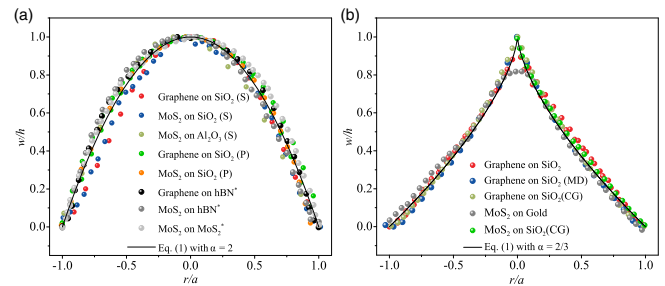 (a)
1.0
0.8
0.6
0.4
0.2
0.0
w/h
Graphene on SiO₂ (S)
MoS₂ on SiO₂ (S)
MoS₂ on Al₂O₃ (S)
Graphene on SiO₂ (P)
MoS₂ on SiO₂ (P)
Graphene on hBN*
MoS₂ on hBN*
MoS₂ on MoS₂*
Eq. (1) with α = 2
-1.0 -0.5 0.0 0.5 1.0
r/a
(b)
1.0
0.8
0.6
0.4
0.2
0.0
w/h
Graphene on SiO₂
Graphene on SiO₂ (MD)
Graphene on SiO₂(CG)
MoS₂ on Gold
MoS₂ on SiO₂(CG)
Eq. (1) with α = 2/3
-1.0 -0.5 0.0 0.5 1.0
r/a